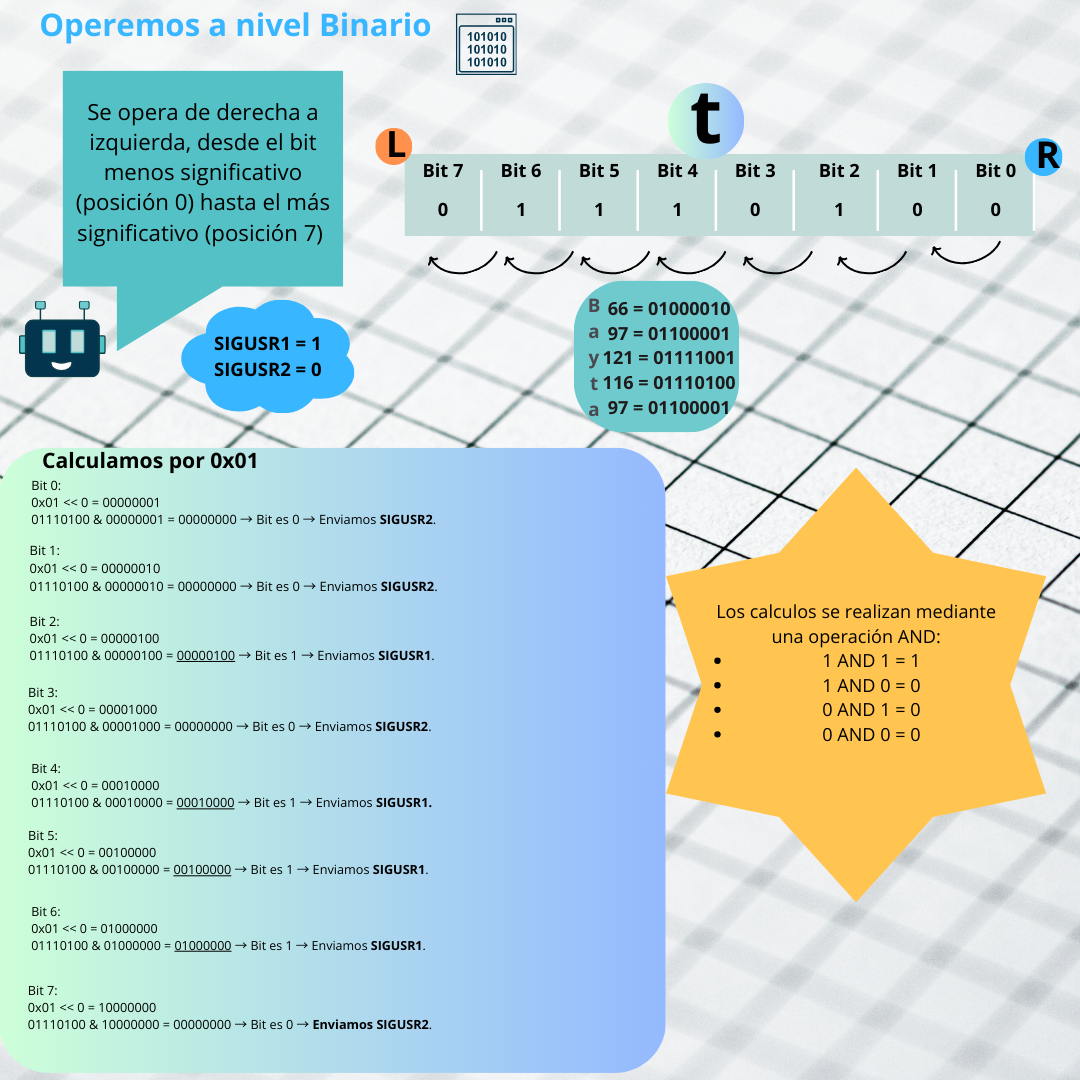 Operemos a nivel Binario
101010
101010
101010
Se opera de derecha a
izquierda, desde el bit
menos significativo
(posición 0) hasta el más
significativo (posición 7)
t
L
R
Bit 7 Bit 6 Bit 5 Bit 4 Bit 3 Bit 2 Bit 1 Bit 0
0 1 1 1 0 1 0 0
SIGUSR1 = 1
SIGUSR2 = 0
B 66 = 01000010
a 97 = 01100001
y 121 = 01111001
t 116 = 01110100
a 97 = 01100001
Calculamos por 0x01
Bit 0:
0x01 << 0 = 00000001
01110100 & 00000001 = 00000000 → Bit es 0 → Enviamos SIGUSR2.
Bit 1:
0x01 << 0 = 00000010
01110100 & 00000010 = 00000000 → Bit es 0 → Enviamos SIGUSR2.
Bit 2:
0x01 << 0 = 00000100
01110100 & 00000100 = 00000100 → Bit es 1 → Enviamos SIGUSR1.
Bit 3:
0x01 << 0 = 00001000
01110100 & 00001000 = 00000000 → Bit es 0 → Enviamos SIGUSR2.
Bit 4:
0x01 << 0 = 00010000
01110100 & 00010000 = 00010000 → Bit es 1 → Enviamos SIGUSR1.
Bit 5:
0x01 << 0 = 00100000
01110100 & 00100000 = 00100000 → Bit es 1 → Enviamos SIGUSR1.
Bit 6:
0x01 << 0 = 01000000
01110100 & 01000000 = 01000000 → Bit es 1 → Enviamos SIGUSR1.
Bit 7:
0x01 << 0 = 10000000
01110100 & 10000000 = 00000000 → Bit es 0 → Enviamos SIGUSR2.
Los calculos se realizan mediante
una operación AND:
• 1 AND 1 = 1
• 1 AND 0 = 0
• 0 AND 1 = 0
• 0 AND 0 = 0